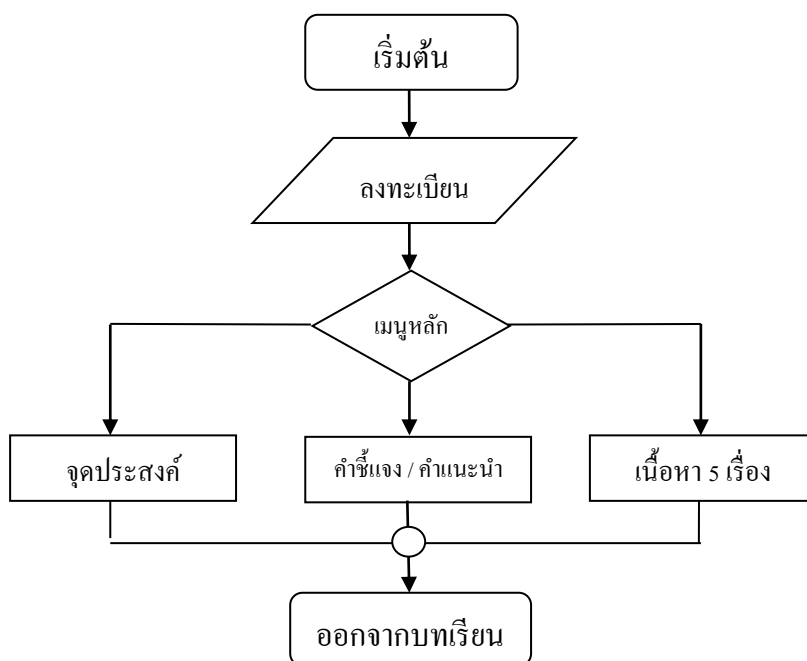 เริ่มต้น
ลงทะเบียน
เมนูหลัก
จุดประสงค์
คำชี้แจง / คำแนะนำ
เนื้อหา 5 เรื่อง
ออกจากบทเรียน